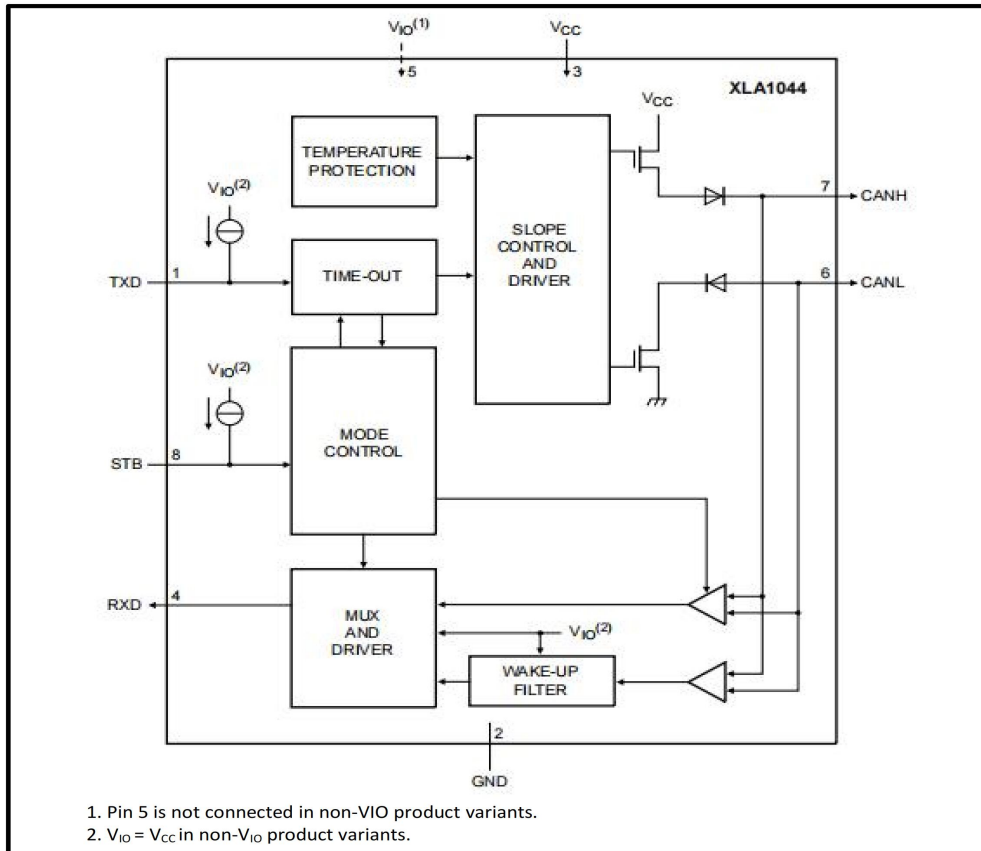 VIO(1)
VCC
5
3
XLA1044
VCC
TEMPERATURE
PROTECTION
VIO(2)
7
CANH
SLOPE
CONTROL
AND
DRIVER
TXD
1
TIME-OUT
6
CANL
VIO(2)
MODE
CONTROL
STB
8
RXD
4
MUX
AND
DRIVER
VIO(2)
WAKE-UP
FILTER
2
GND
1. Pin 5 is not connected in non-VIO product variants.
2. VIO = VCC in non-VIO product variants.